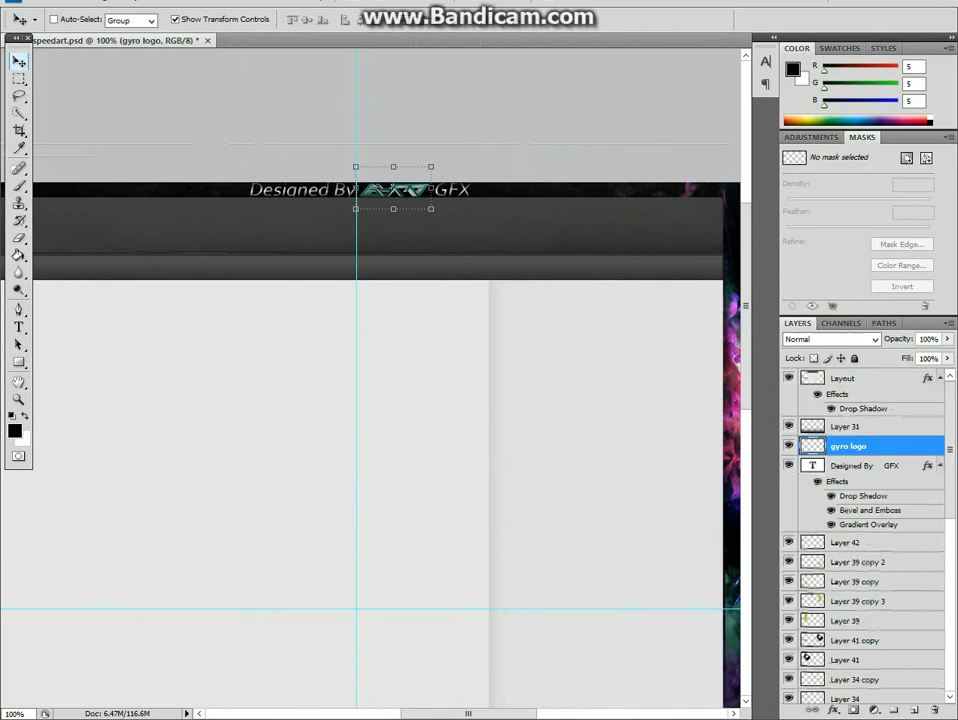 www.Bandicam.com
Auto-Select: Group Show Transform Controls
speedart.psd @ 100% (gyro logo, RGB/8) *
Designed By GFX
COLOR SWATCHES STYLES
R 5
G 5
B 5
ADJUSTMENTS MASKS
No mask selected
Density:
Feather:
Refine: Mask Edge...
Color Range...
Invert
LAYERS CHANNELS PATHS
Normal Opacity: 100%
Lock: Fill: 100%
Layout fx
Effects
Drop Shadow
Layer 31
gyro logo
T Designed By GFX fx
Effects
Drop Shadow
Bevel and Emboss
Gradient Overlay
Layer 42
Layer 39 copy 2
Layer 39 copy
Layer 39 copy 3
Layer 39
Layer 41 copy
Layer 41
Layer 34 copy
Layer 34
100% Doc: 6.47M/116.6M